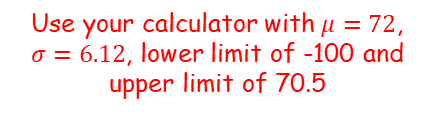 Use your calculator with μ = 72,
σ = 6.12, lower limit of -100 and
upper limit of 70.5